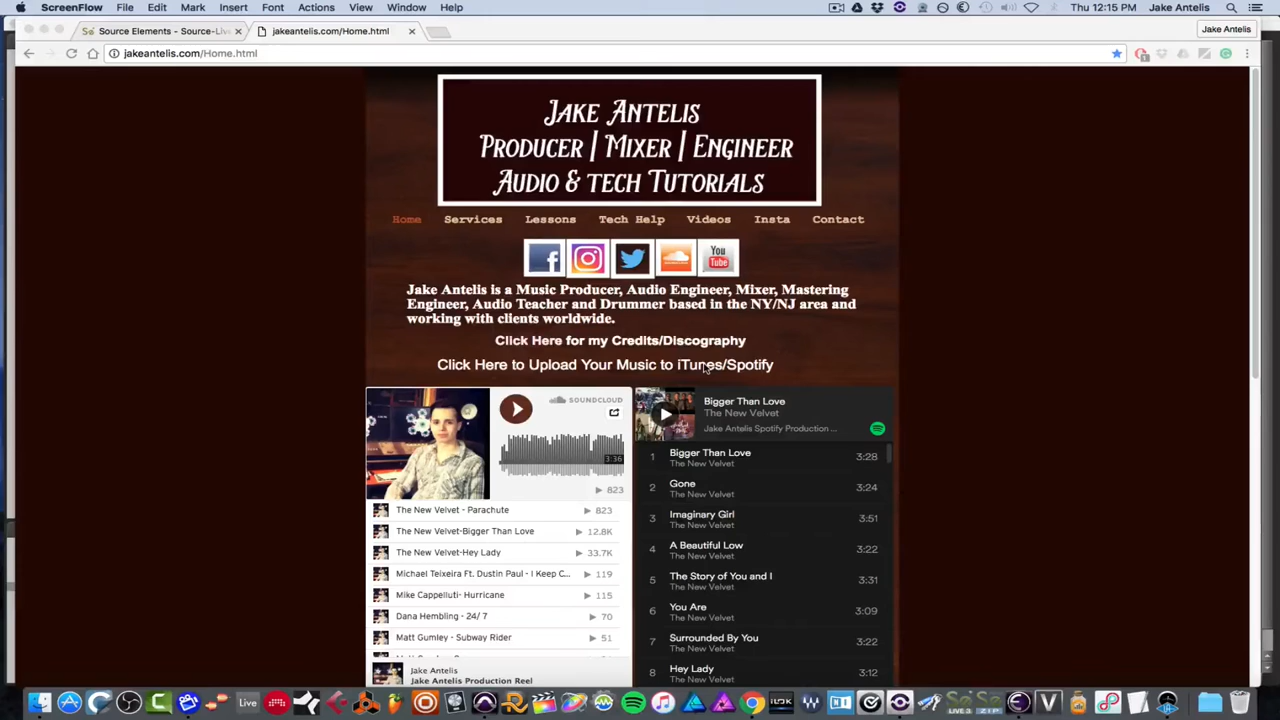 ScreenFlow File Edit Mark Insert Font Actions View Window Help Thu 12:15 PM Jake Antelis
Source Elements - Source-Liv jakeantelis.com/Home.html Jake Antelis
jakeantelis.com/Home.html
Jake Antelis
Producer | Mixer | Engineer
Audio & tech Tutorials
Home Services Lessons Tech Help Videos Insta Contact
You
Tube
Jake Antelis is a Music Producer, Audio Engineer, Mixer, Mastering
Engineer, Audio Teacher and Drummer based in the NY/NJ area and
working with clients worldwide.
Click Here for my Credits/Discography
Click Here to Upload Your Music to iTunes/Spotify
SOUNDCLOUD
3:36
823
The New Velvet - Parachute 823
The New Velvet-Bigger Than Love 12.8K
The New Velvet-Hey Lady 33.7K
Michael Teixeira Ft. Dustin Paul - I Keep C... 119
Mike Cappelluti- Hurricane 115
Dana Hembling - 24/ 7 70
Matt Gumley - Subway Rider 51
Jake Antelis
Jake Antelis Production Reel
Bigger Than Love
The New Velvet
Jake Antelis Spotify Production ...
1 Bigger Than Love 3:28
The New Velvet
2 Gone 3:24
The New Velvet
3 Imaginary Girl 3:51
The New Velvet
4 A Beautiful Low 3:22
The New Velvet
5 The Story of You and I 3:31
The New Velvet
6 You Are 3:09
The New Velvet
7 Surrounded By You 3:22
The New Velvet
8 Hey Lady 3:12
The New Velvet
Live